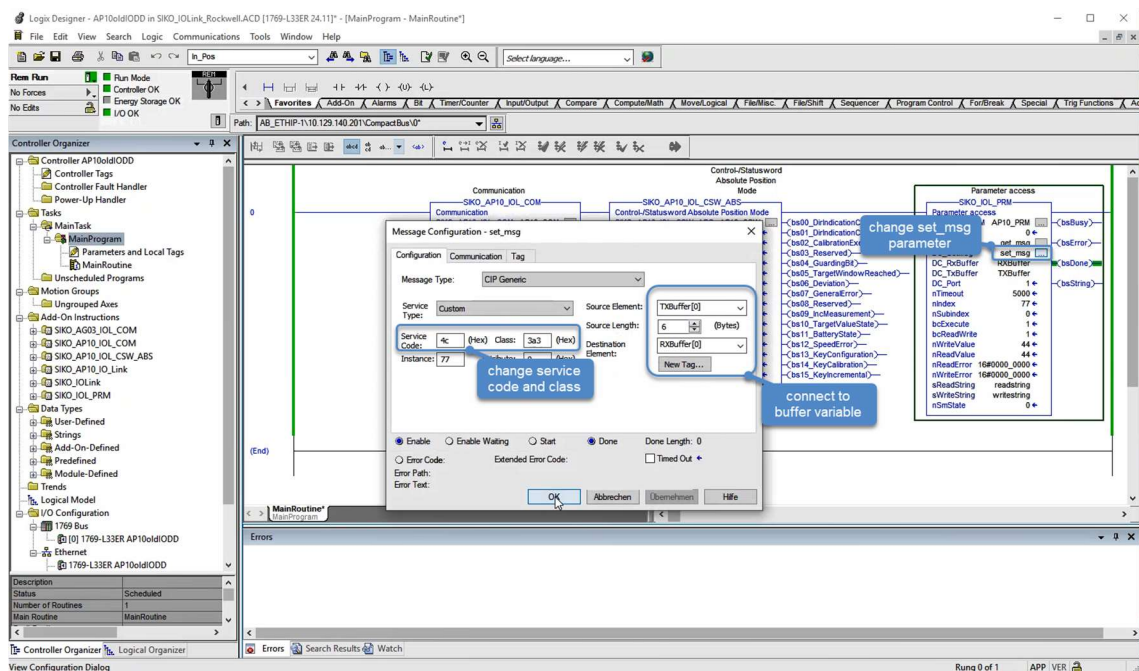 Logix Designer - AP10oldIODD in SIKO_IOLink_Rockwell.ACD [1769-L33ER 24.11]* - [MainProgram - MainRoutine*]
File Edit View Search Logic Communications Tools Window Help
In_Pos
Select language...
Rem Run
Run Mode
REM
No Forces
Controller OK
Energy Storage OK
No Edits
I/O OK
Favorites Add-On Alarms Bit Timer/Counter Input/Output Compare Compute/Math Move/Logical File/Misc. File/Shift Sequencer Program Control For/Break Special Trig Functions
Path: AB_ETHIP-1\10.129.140.201\CompactBus\0*
Controller Organizer
Controller AP10oldIODD
Controller Tags
Controller Fault Handler
Power-Up Handler
Tasks
MainTask
MainProgram
Parameters and Local Tags
MainRoutine
Unscheduled Programs
Motion Groups
Ungrouped Axes
Add-On Instructions
SIKO_AG03_IOL_COM
SIKO_AP10_IOL_COM
SIKO_AP10_IOL_CSW_ABS
SIKO_AP10_IO_Link
SIKO_IOLink
SIKO_IOL_PRM
Data Types
User-Defined
Strings
Add-On-Defined
Predefined
Module-Defined
Trends
Logical Model
I/O Configuration
1769 Bus
[0] 1769-L33ER AP10oldIODD
Ethernet
1769-L33ER AP10oldIODD
Description
Status Scheduled
Number of Routines 1
Main Routine MainRoutine
Controller Organizer
Logical Organizer
View Configuration Dialog
0
(End)
Communication
SIKO_AP10_IOL_COM
Communication
Control-/Statusword
Absolute Position
Mode
SIKO_AP10_IOL_CSW_ABS
Control-/Statusword Absolute Position Mode
bs02_CalibrationExe
bs03_Reserved
bs04_GuardingBit
bs05_TargetWindowReached
bs06_Deviation
bs07_GeneralError
bs08_Reserved
bs09_IncMeasurement
bs10_TargetValueState
bs11_BatteryState
bs12_SpeedError
bs13_KeyConfiguration
bs14_KeyCalibration
bs15_KeyIncremental
Parameter access
SIKO_IOL_PRM
Parameter access
AP10_PRM ...
0
get_msg
set_msg ...
DC_RxBuffer RXBuffer
DC_TxBuffer TXBuffer
DC_Port 1
nTimeout 5000
nIndex 77
nSubindex 0
bcExecute 1
bcReadWrite 1
nWriteValue 44
nReadValue 44
nReadError 16#0000_0000
nWriteError 16#0000_0000
sReadString readstring
sWriteString writestring
nSmState 0
bsBusy
bsError
bsDone
bsString
change set_msg
parameter
Message Configuration - set_msg
Configuration Communication Tag
Message Type: CIP Generic
Service
Type: Custom
Source Element: TXBuffer[0]
Source Length: 6 (Bytes)
Service
Code: 4c (Hex) Class: 3a3 (Hex)
Destination
Element: RXBuffer[0]
Instance: 77
New Tag...
change service
code and class
connect to
buffer variable
Enable Enable Waiting Start Done Done Length: 0
Error Code: Extended Error Code: Timed Out
Error Path:
Error Text:
OK Abbrechen Übernehmen Hilfe
MainRoutine*
MainProgram
Errors
Errors Search Results Watch
Rung 0 of 1 APP VER